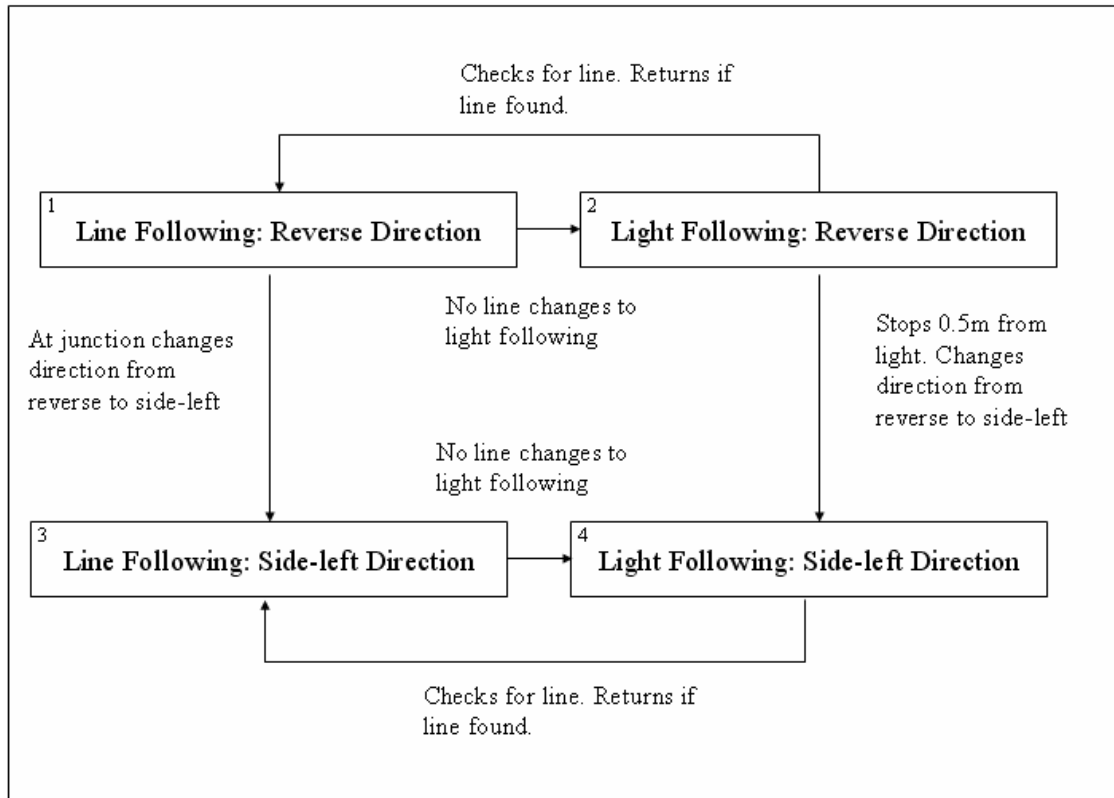 Checks for line. Returns if
line found.
1
Line Following: Reverse Direction
2
Light Following: Reverse Direction
No line changes to
light following
At junction changes
direction from
reverse to side-left
Stops 0.5m from
light. Changes
direction from
reverse to side-left
No line changes to
light following
3
Line Following: Side-left Direction
4
Light Following: Side-left Direction
Checks for line. Returns if
line found.